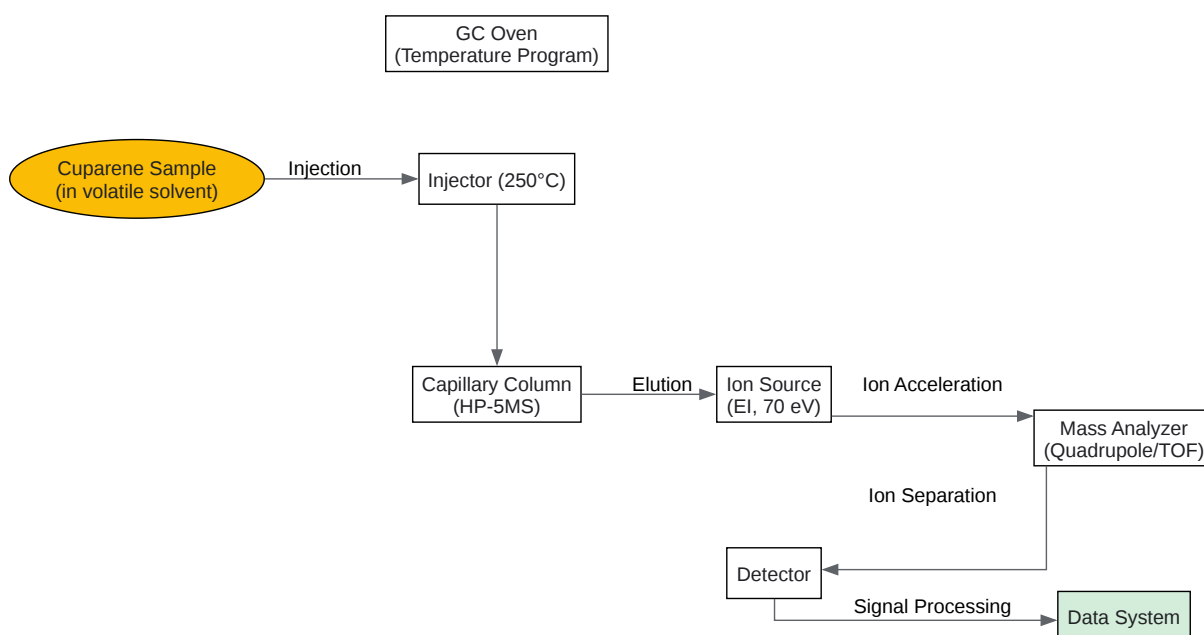 GC Oven
(Temperature Program)
Cuparene Sample
(in volatile solvent)
Injection
Injector (250°C)
Capillary Column
(HP-5MS)
Elution
Ion Source
(EI, 70 eV)
Ion Acceleration
Mass Analyzer
(Quadrupole/TOF)
Ion Separation
Detector
Signal Processing
Data System